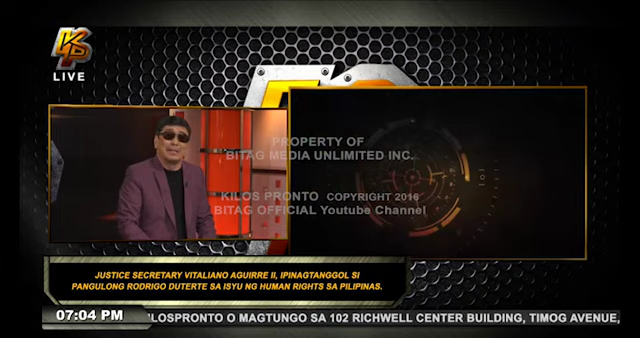 LIVE
PROPERTY OF
BITAG MEDIA UNLIMITED INC.
KILOS PRONTO COPYRIGHT 2016
BITAG OFFICIAL Youtube Channel
JUSTICE SECRETARY VITALIANO AGUIRRE II, IPINAGTANGGOL SI
PANGULONG RODRIGO DUTERTE SA ISYU NG HUMAN RIGHTS SA PILIPINAS.
07:04 PM
ILOSPRONTO O MAGTUNGO SA 102 RICHWELL CENTER BUILDING, TIMOG AVENUE,